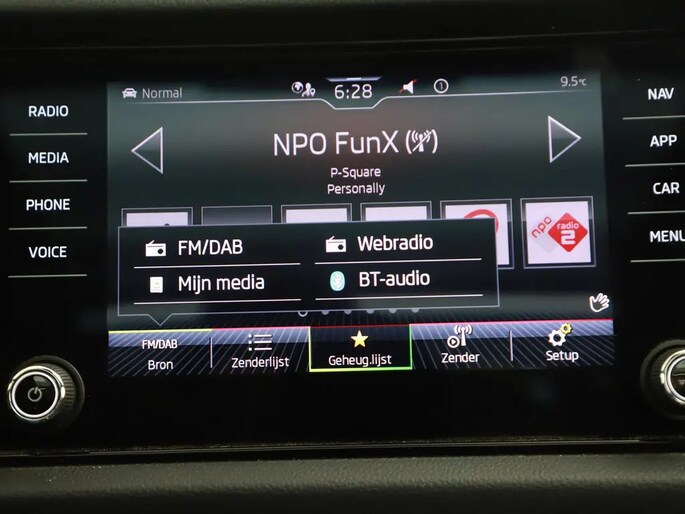 RADIO
MEDIA
PHONE
VOICE
Normal
6:28
1
9.5°C
NPO FunX
P-Square
Personally
npo radio 2
FM/DAB
Webradio
Mijn media
BT-audio
FM/DAB
Bron
Zenderlijst
Geheug.lijst
Zender
Setup
NAV
APP
CAR
MENU